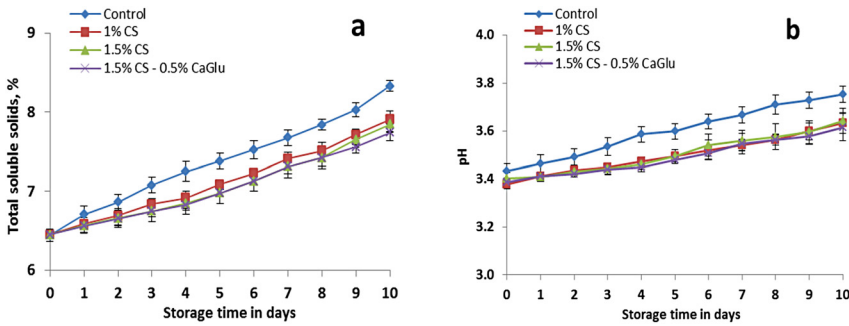 a
Control
1% CS
1.5% CS
1.5% CS - 0.5% CaGlu
Total soluble solids, %
9
8
7
6
0 1 2 3 4 5 6 7 8 9 10
Storage time in days
b
Control
1% CS
1.5% CS
1.5% CS - 0.5% CaGlu
pH
4.0
3.8
3.6
3.4
3.2
3.0
0 1 2 3 4 5 6 7 8 9 10
Storage time in days